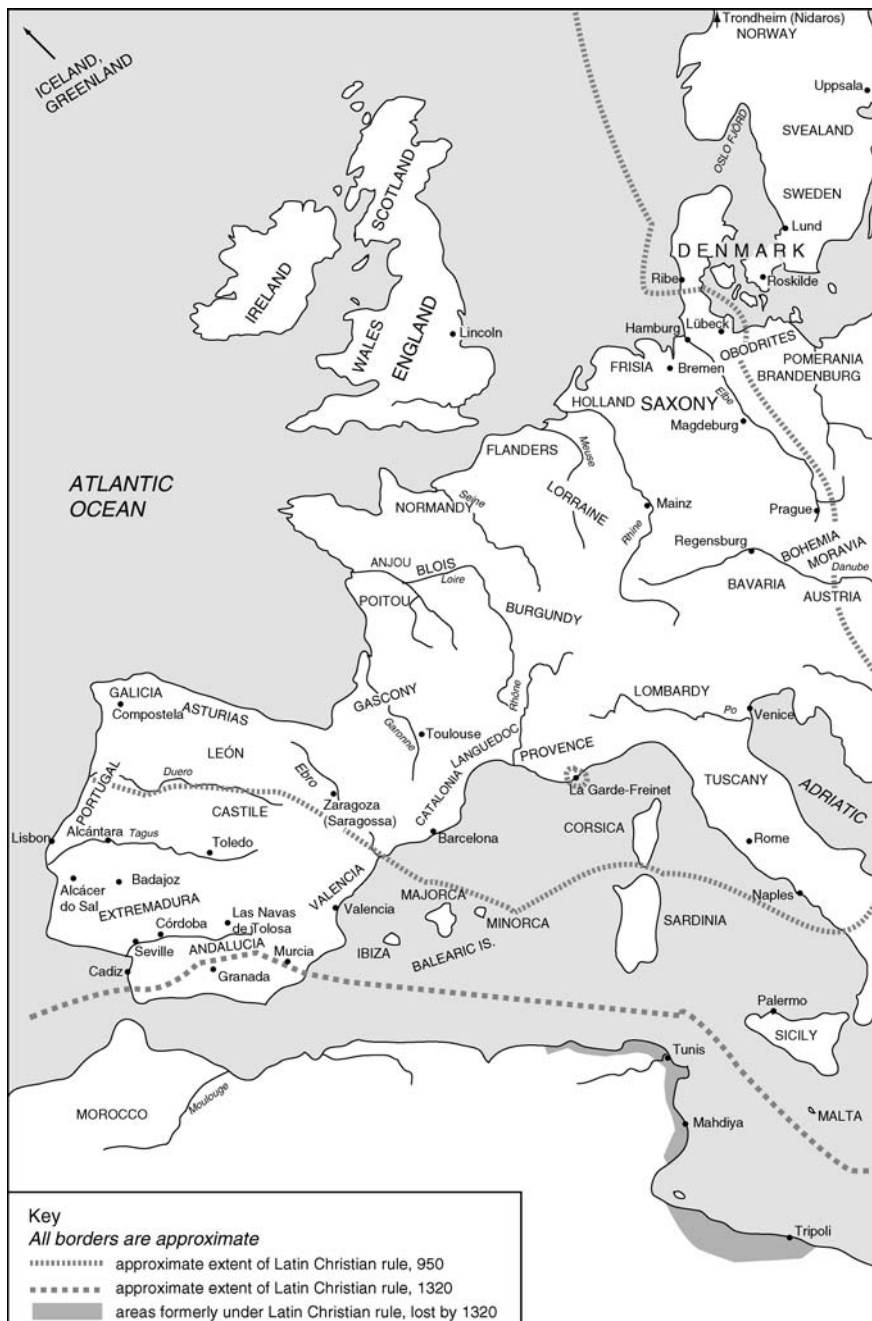 Trondheim (Nidaros)
NORWAY
ICELAND,
GREENLAND
Uppsala
SVEALAND
OSLO FJÖRD
SCOTLAND
SWEDEN
Lund
DENMARK
IRELAND
Ribe
Roskilde
WALES
ENGLAND
Lincoln
Hamburg
Lübeck
OBODRITES
POMERANIA
FRISIA
Bremen
BRANDENBURG
HOLLAND
SAXONY
Elbe
Magdeburg
FLANDERS
Meuse
ATLANTIC
OCEAN
NORMANDY
Seine
LORRAINE
Mainz
Prague
Rhine
Regensburg
BOHEMIA
MORAVIA
ANJOU
BLOIS
Loire
Danube
BAVARIA
AUSTRIA
POITOU
BURGUNDY
GALICIA
Compostela
ASTURIAS
GASCONY
Rhône
LOMBARDY
Po
Venice
LEÓN
Garonne
Toulouse
LANGUEDOC
PROVENCE
Ebro
CATALONIA
La Garde-Freinet
TUSCANY
ADRIATIC
PORTUGAL
Duero
Zaragoza
(Saragossa)
CASTILE
Lisbon
Alcántara
Tagus
Toledo
Barcelona
CORSICA
Rome
Alcácer
do Sal
Badajoz
EXTREMADURA
VALENCIA
Valencia
MAJORCA
MINORCA
Naples
Córdoba
Las Navas
de Tolosa
SARDINIA
Seville
ANDALUCIA
Murcia
IBIZA
BALEARIC IS.
Cadiz
Granada
Palermo
SICILY
Tunis
MOROCCO
Moulouge
Mahdiya
MALTA
Tripoli
Key
All borders are approximate
approximate extent of Latin Christian rule, 950
approximate extent of Latin Christian rule, 1320
areas formerly under Latin Christian rule, lost by 1320